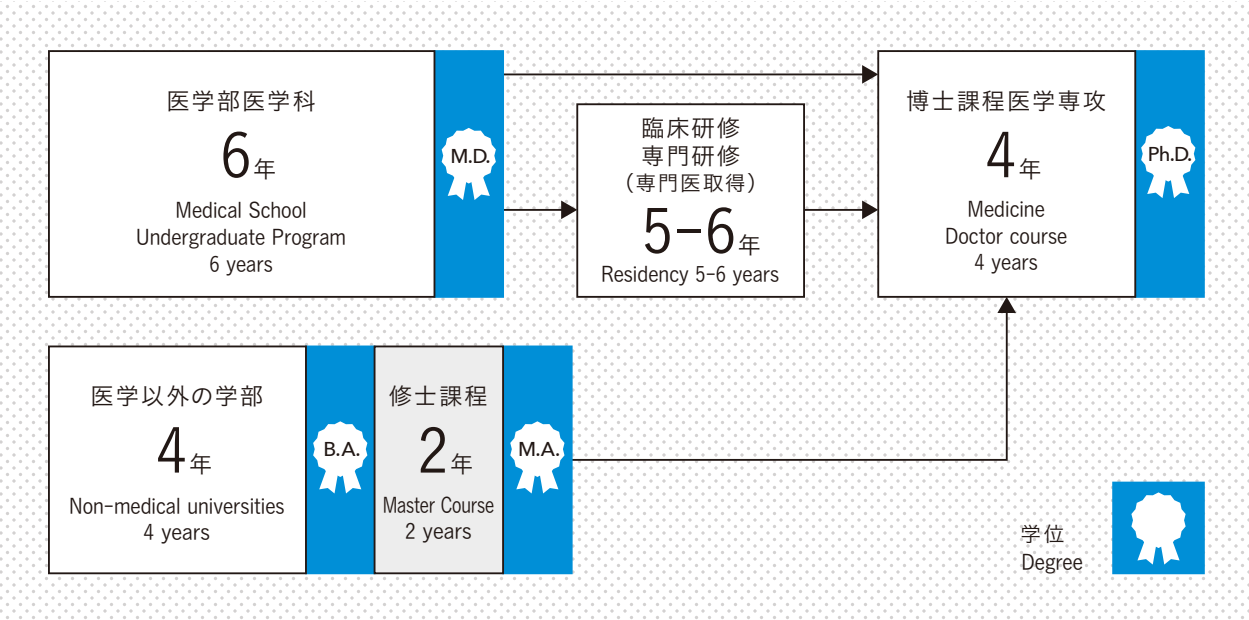 医学部医学科
6年
Medical School
Undergraduate Program
6 years
M.D.
臨床研修
専門研修
（専門医取得）
5-6年
Residency 5-6 years
博士課程医学専攻
4年
Medicine
Doctor course
4 years
Ph.D.
医学以外の学部
4年
Non-medical universities
4 years
B.A.
修士課程
2年
Master Course
2 years
M.A.
学位
Degree